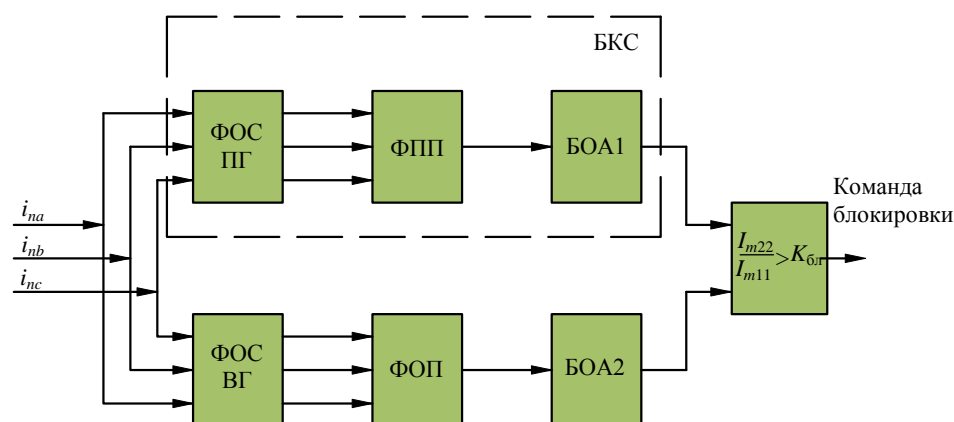 БКС
ФОС
ПГ
ФПП
БОА1
i_na
i_nb
i_nc
Команда
блокировки
I_m22
I_m11
>K_бл
ФОС
ВГ
ФОП
БОА2